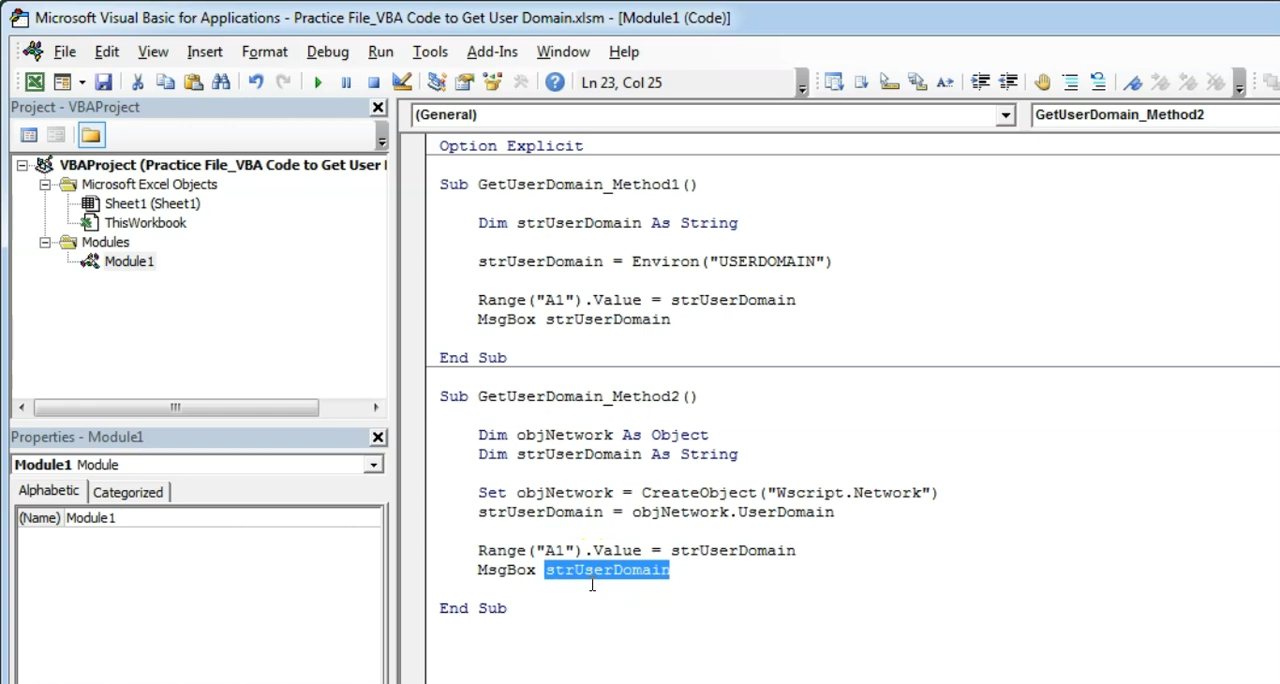 Microsoft Visual Basic for Applications - Practice File_VBA Code to Get User Domain.xlsm - [Module1 (Code)]
File Edit View Insert Format Debug Run Tools Add-Ins Window Help
Ln 23, Col 25
Project - VBAProject
VBAProject (Practice File_VBA Code to Get User
Microsoft Excel Objects
Sheet1 (Sheet1)
ThisWorkbook
Modules
Module1
Properties - Module1
Module1 Module
Alphabetic Categorized
(Name) Module1
(General) GetUserDomain_Method2
Option Explicit
Sub GetUserDomain_Method1()
Dim strUserDomain As String
strUserDomain = Environ("USERDOMAIN")
Range("A1").Value = strUserDomain
MsgBox strUserDomain
End Sub
Sub GetUserDomain_Method2()
Dim objNetwork As Object
Dim strUserDomain As String
Set objNetwork = CreateObject("Wscript.Network")
strUserDomain = objNetwork.UserDomain
Range("A1").Value = strUserDomain
MsgBox strUserDomain
End Sub